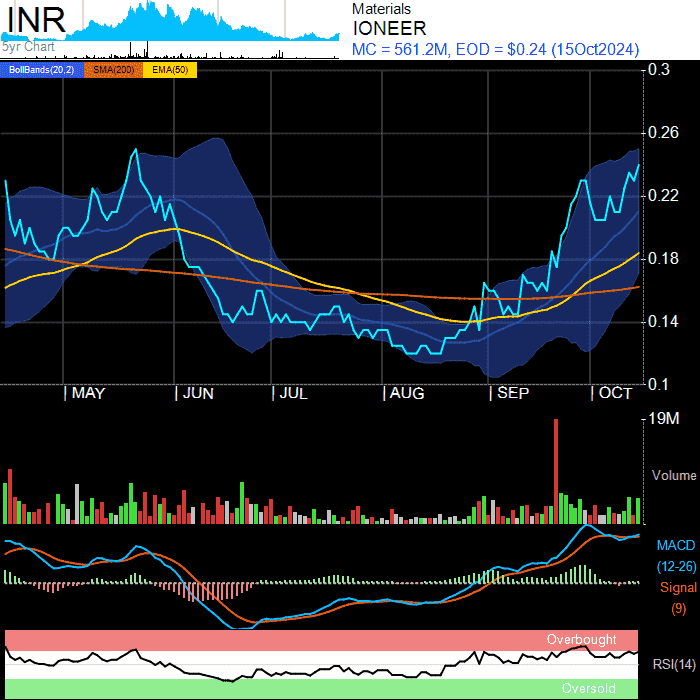 INR
5yr Chart
Materials
IONEER
MC = 561.2M, EOD = $0.24 (15Oct2024)
BollBands(20,2) SMA(200) EMA(50)
0.3
0.26
0.22
0.18
0.14
0.1
MAY JUN JUL AUG SEP OCT
19M
Volume
MACD
(12-26)
Signal
(9)
Overbought
RSI(14)
Oversold